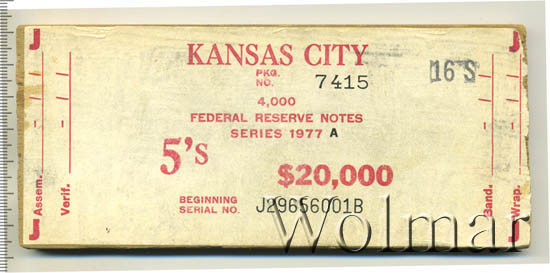 J J
KANSAS CITY
PKG.
NO. 7415
16 S
4,000
FEDERAL RESERVE NOTES
SERIES 1977 A
5's
$20,000
BEGINNING
SERIAL NO. J29656001B
J Assem.
Verif.
Band.
J Wrap.
Wolmar